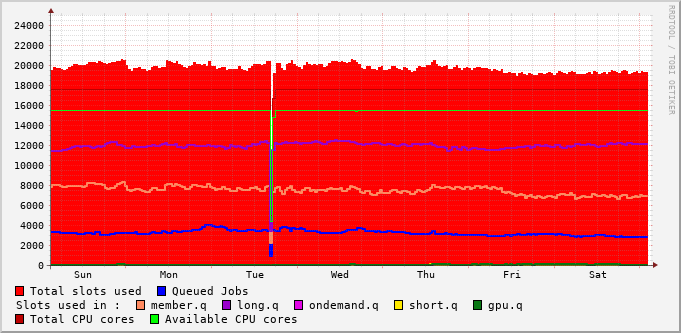 RRDTOOL / TOBI OETIKER
24000
22000
20000
18000
16000
14000
12000
10000
8000
6000
4000
2000
0
Sun Mon Tue Wed Thu Fri Sat
Total slots used Queued Jobs
Slots used in : member.q long.q ondemand.q short.q gpu.q
Total CPU cores Available CPU cores